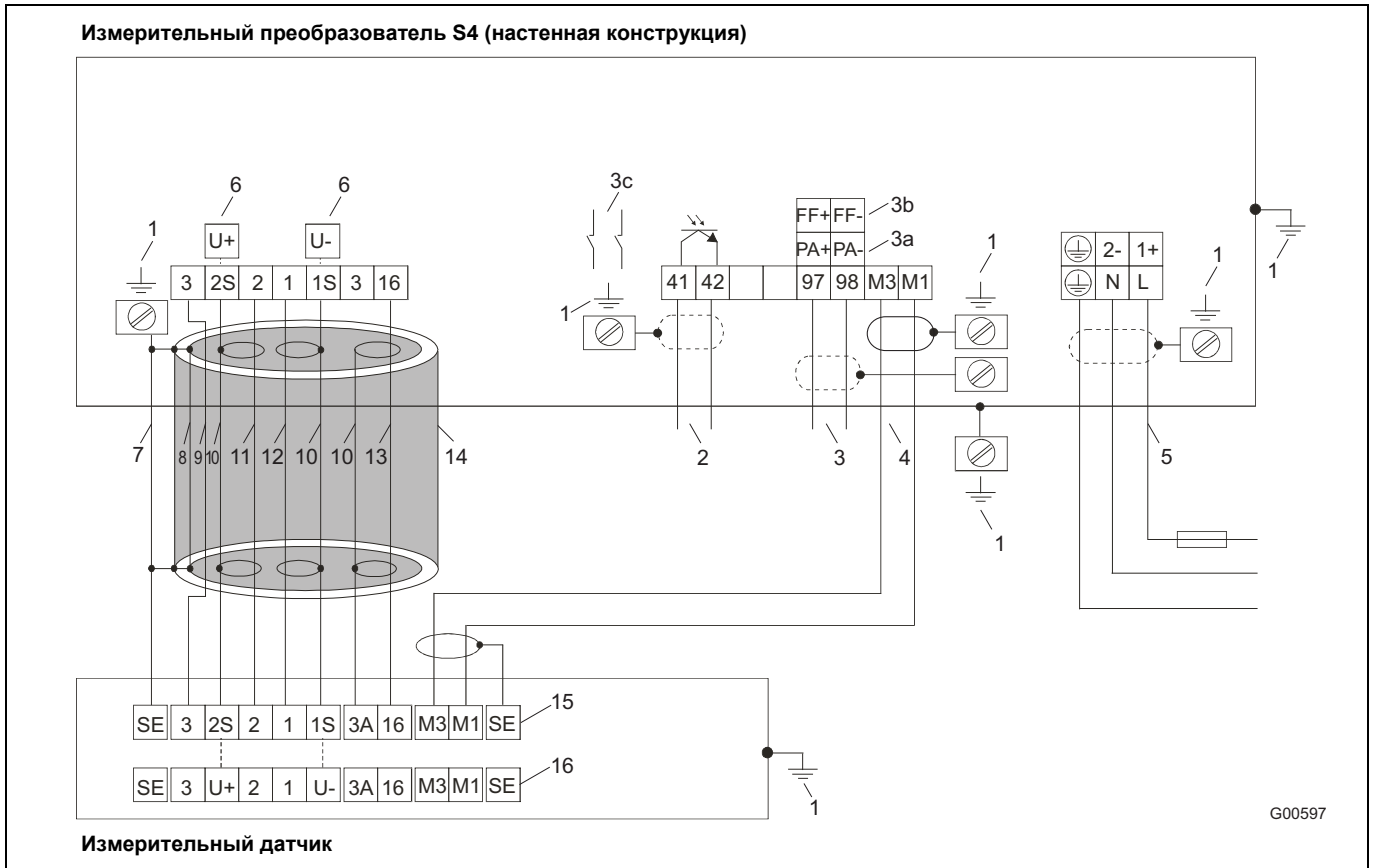 Измерительный преобразователь S4 (настенная конструкция)
6 6 3c
FF+ FF- 3b
1 U+ U- PA+ PA- 3a 1 2- 1+ 1 1
3 2S 2 1 1S 3 16 41 42 97 98 M3 M1 N L
1
7 8 9 10 11 12 10 10 13 14 2 3 4 5
1
SE 3 2S 2 1 1S 3A 16 M3 M1 SE 15
SE 3 U+ 2 1 U- 3A 16 M3 M1 SE 16
1
G00597
Измерительный датчик